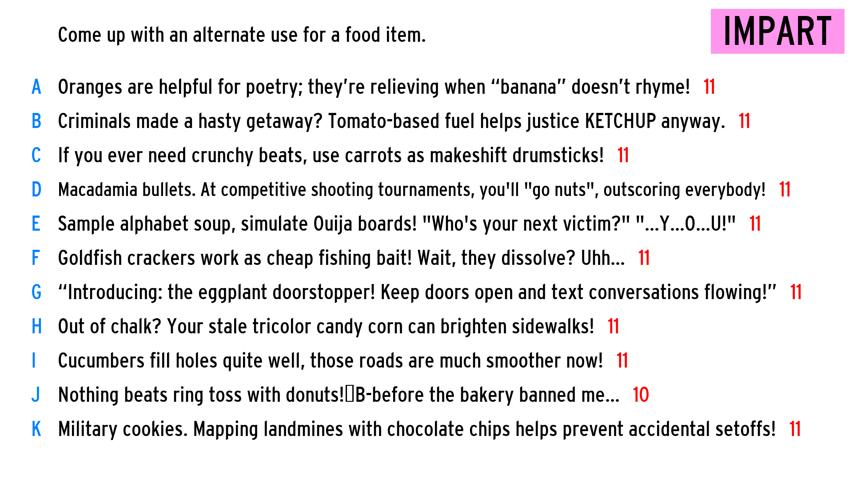 Come up with an alternate use for a food item.
IMPART
A Oranges are helpful for poetry; they're relieving when “banana” doesn't rhyme! 11
B Criminals made a hasty getaway? Tomato-based fuel helps justice KETCHUP anyway. 11
C If you ever need crunchy beats, use carrots as makeshift drumsticks! 11
D Macadamia bullets. At competitive shooting tournaments, you'll "go nuts", outscoring everybody! 11
E Sample alphabet soup, simulate Ouija boards! "Who's your next victim?" "...Y...O...U!" 11
F Goldfish crackers work as cheap fishing bait! Wait, they dissolve? Uhh... 11
G “Introducing: the eggplant doorstopper! Keep doors open and text conversations flowing!” 11
H Out of chalk? Your stale tricolor candy corn can brighten sidewalks! 11
I Cucumbers fill holes quite well, those roads are much smoother now! 11
J Nothing beats ring toss with donuts!▯B-before the bakery banned me... 10
K Military cookies. Mapping landmines with chocolate chips helps prevent accidental setoffs! 11